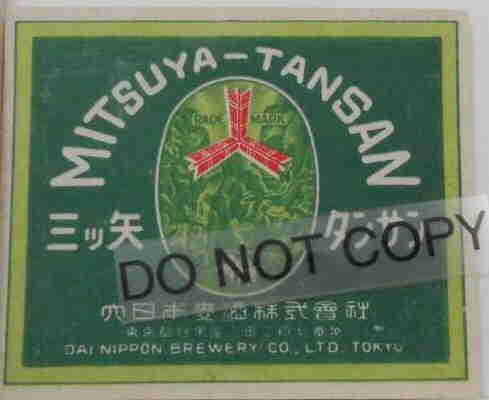 MITSUYA-TANSAN
TRADE MARK
三ツ矢 タンサン
DO NOT COPY
大日本麥酒株式會社
DAI NIPPON BREWERY CO., LTD. TOKYO